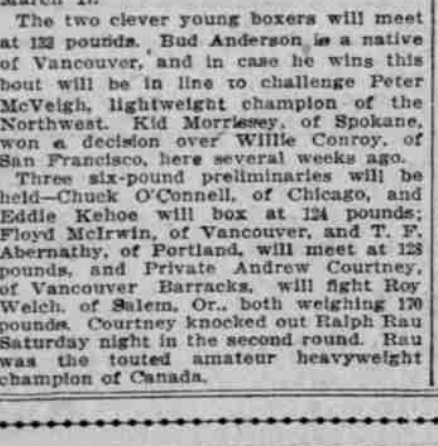 March 1.
The two clever young boxers will meet
at 133 pounds. Bud Anderson is a native
of Vancouver, and in case he wins this
bout will be in line to challenge Peter
McVeigh, lightweight champion of the
Northwest. Kid Morrissey, of Spokane,
won a decision over Willie Conroy, of
San Francisco, here several weeks ago.
Three six-pound preliminaries will be
held—Chuck O'Connell, of Chicago, and
Eddie Kehoe will box at 124 pounds;
Floyd McIrwin, of Vancouver, and T. F.
Abernathy, of Portland, will meet at 128
pounds, and Private Andrew Courtney,
of Vancouver Barracks, will fight Roy
Welch, of Salem, Or., both weighing 170
pounds. Courtney knocked out Ralph Rau
Saturday night in the second round. Rau
was the touted amateur heavyweight
champion of Canada.